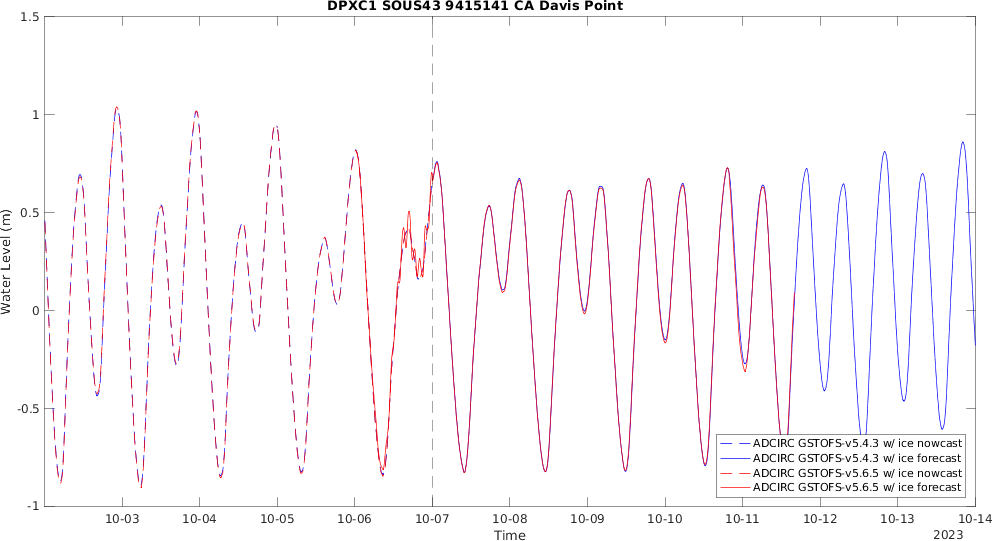 DPXC1 SOUS43 9415141 CA Davis Point
1.5
1
0.5
0
-0.5
-1
Water Level (m)
10-03
10-04
10-05
10-06
10-07
10-08
10-09
10-10
10-11
10-12
10-13
10-14
Time
2023
ADCIRC GSTOFS-v5.4.3 w/ ice nowcast
ADCIRC GSTOFS-v5.4.3 w/ ice forecast
ADCIRC GSTOFS-v5.6.5 w/ ice nowcast
ADCIRC GSTOFS-v5.6.5 w/ ice forecast